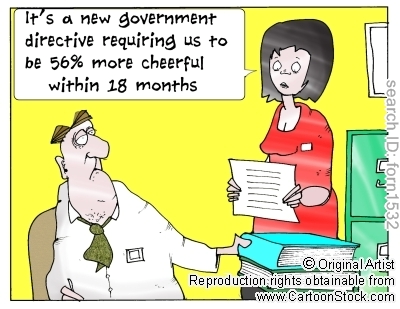 It's a new government
directive requiring us to
be 56% more cheerful
within 18 months
search ID: forn1532
© Original Artist
Reproduction rights obtainable from
www.CartoonStock.com